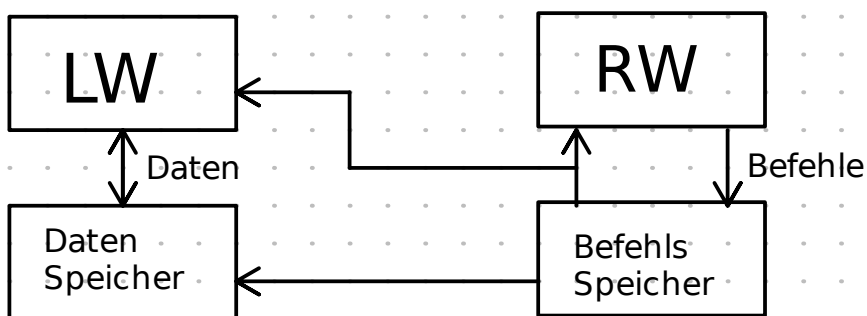 LW
RW
Daten
Befehle
Daten
Speicher
Befehls
Speicher